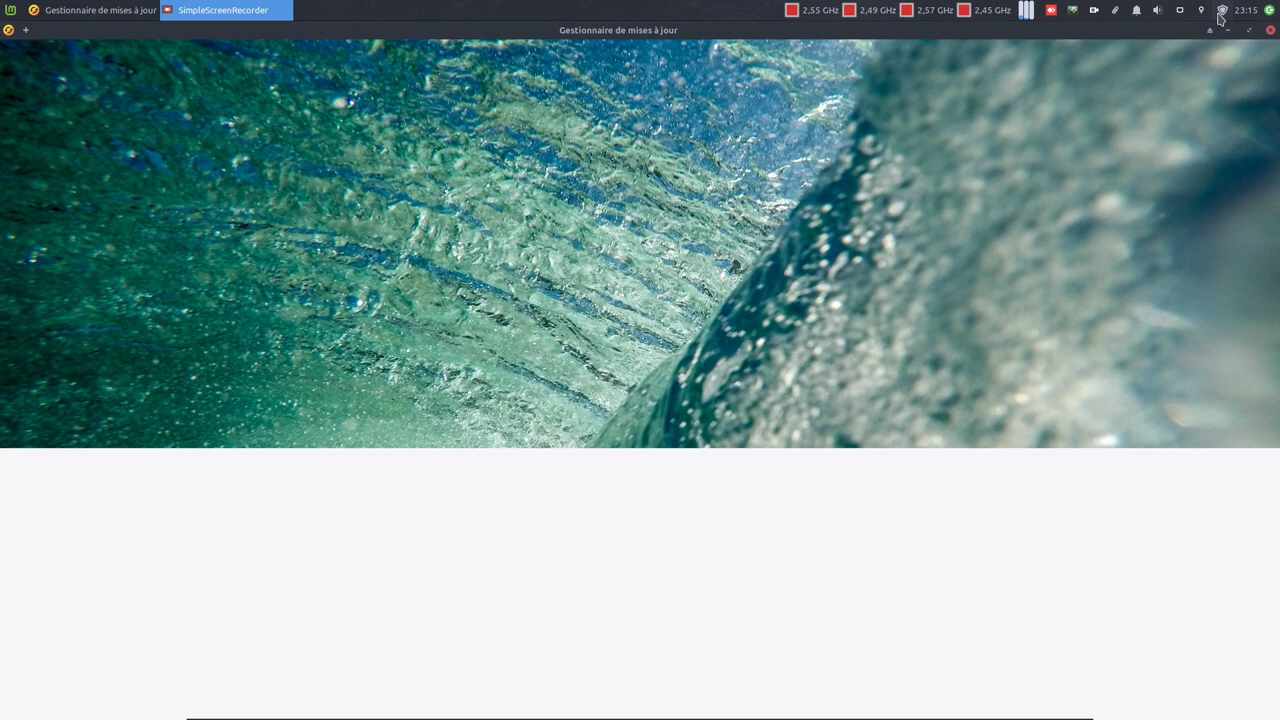 Gestionnaire de mises à jour SimpleScreenRecorder 2,55 GHz 2,49 GHz 2,57 GHz 2,45 GHz 23:15
Gestionnaire de mises à jour